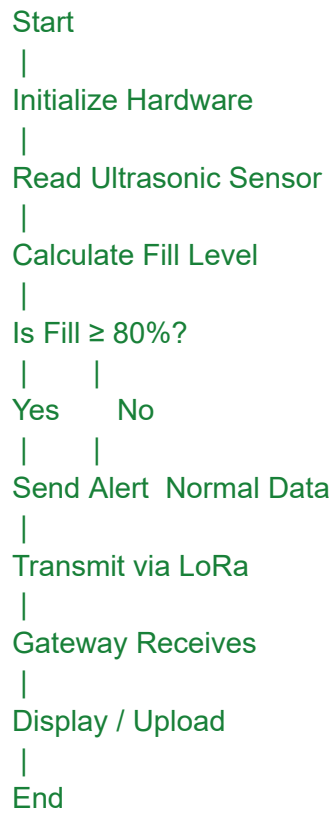 Start
|
Initialize Hardware
|
Read Ultrasonic Sensor
|
Calculate Fill Level
|
Is Fill ≥ 80%?
|        |
Yes       No
|        |
Send Alert  Normal Data
|
Transmit via LoRa
|
Gateway Receives
|
Display / Upload
|
End